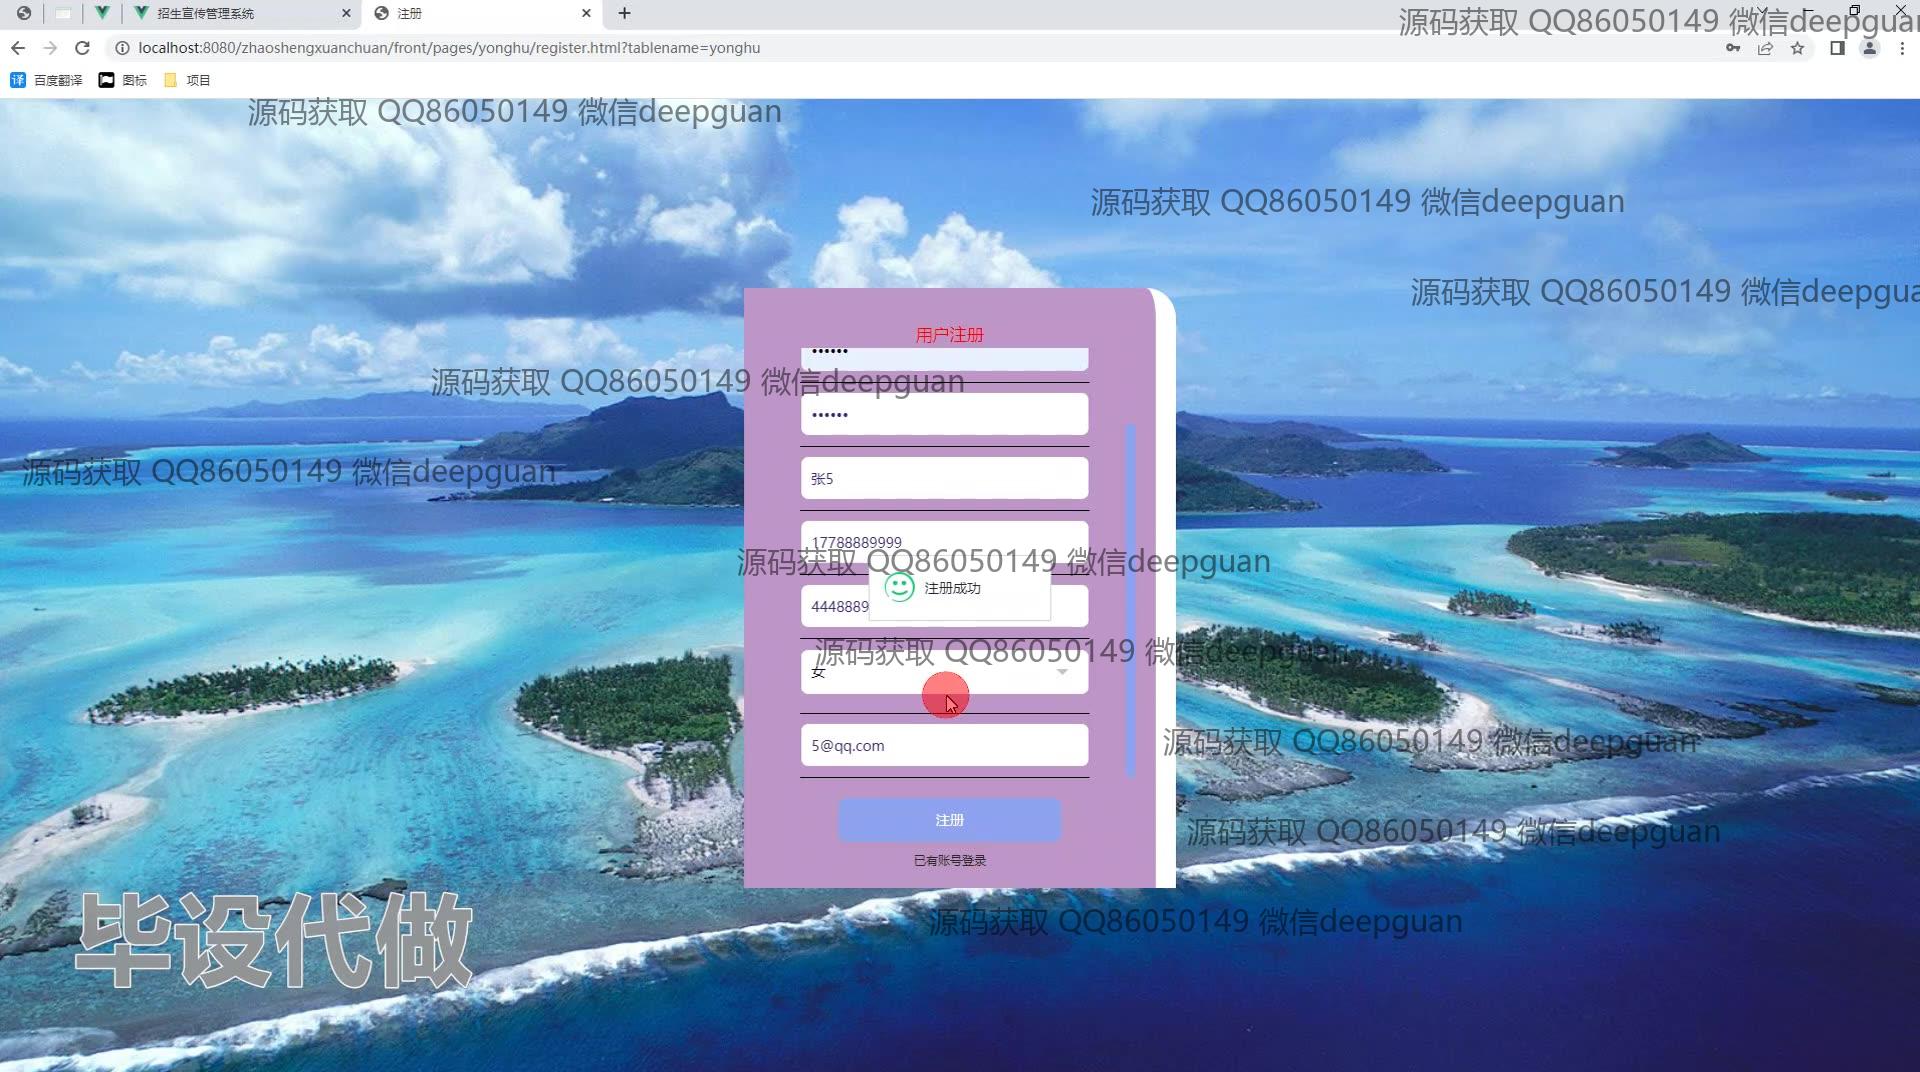 招生宣传管理系统
注册
源码获取 QQ86050149 微信deepguan
localhost:8080/zhaoshengxuanchuan/front/pages/yonghu/register.html?tablename=yonghu
百度翻译
图标
项目
源码获取 QQ86050149 微信deepguan
源码获取 QQ86050149 微信deepguan
源码获取 QQ86050149 微信deepgua
用户注册
••••••
源码获取 QQ86050149 微信deepguan
••••••
源码获取 QQ86050149 微信deepguan
张5
17788889999
源码获取 QQ86050149 微信deepguan
注册成功
4448889
源码获取 QQ86050149 微信deepguan
女
5@qq.com
源码获取 QQ86050149 微信deepguan
注册
源码获取 QQ86050149 微信deepguan
已有账号登录
源码获取 QQ86050149 微信deepguan
毕设代做